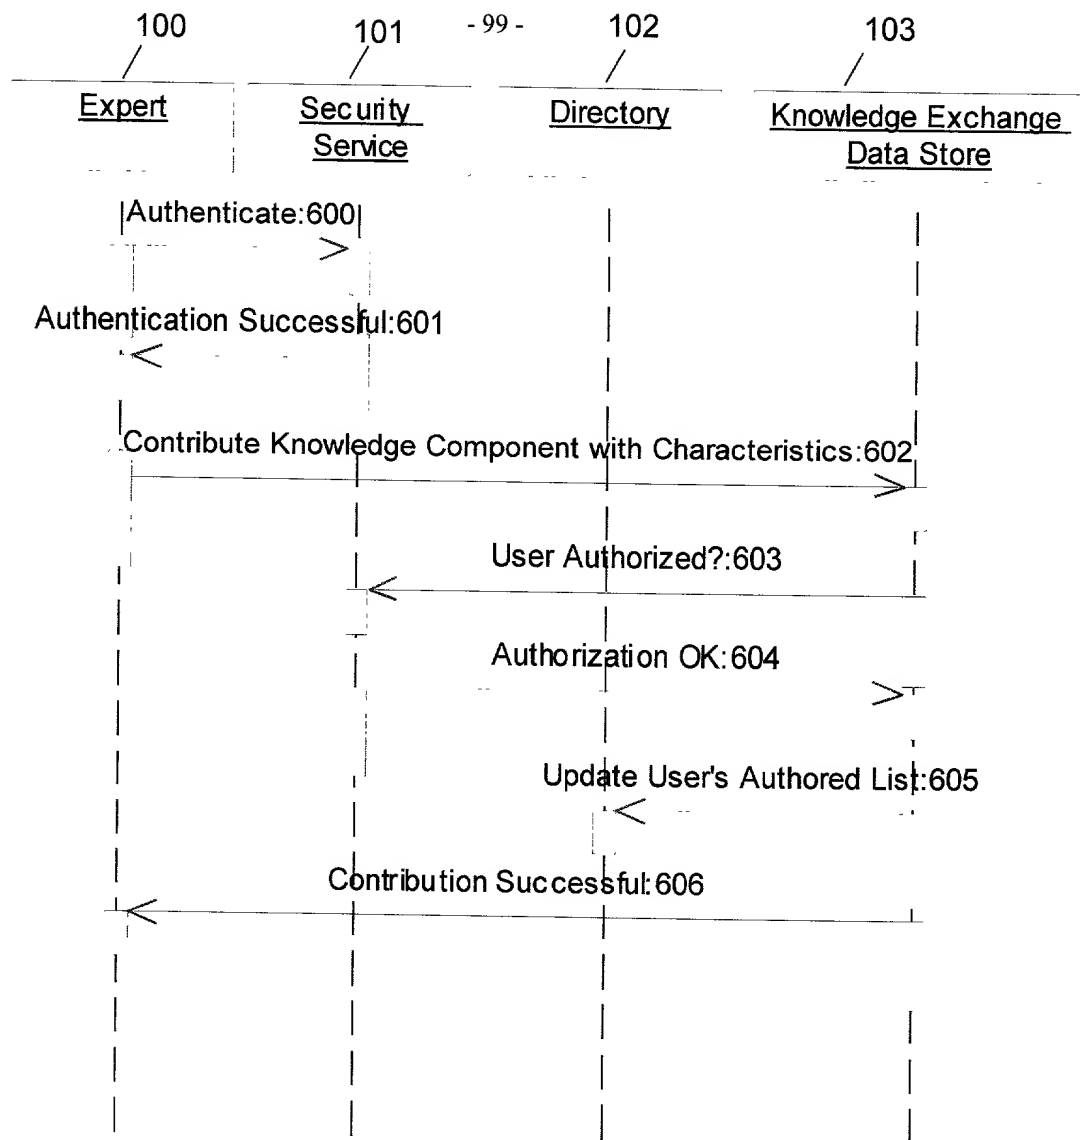 100 101 - 99 - 102 103
Expert Security Service Directory Knowledge Exchange Data Store
Authenticate:600
Authentication Successful:601
Contribute Knowledge Component with Characteristics:602
User Authorized?:603
Authorization OK:604
Update User's Authored List:605
Contribution Successful:606